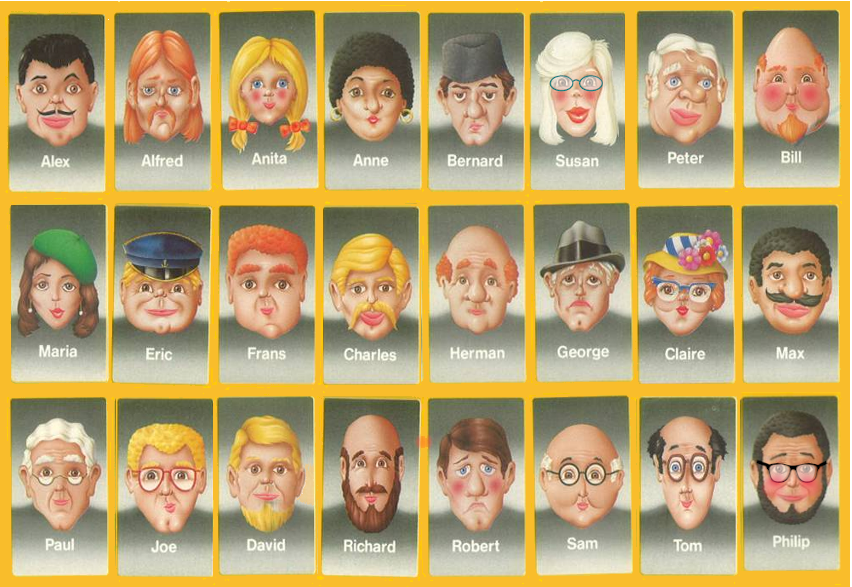 Alex
Alfred
Anita
Anne
Bernard
Susan
Peter
Bill
Maria
Eric
Frans
Charles
Herman
George
Claire
Max
Paul
Joe
David
Richard
Robert
Sam
Tom
Philip